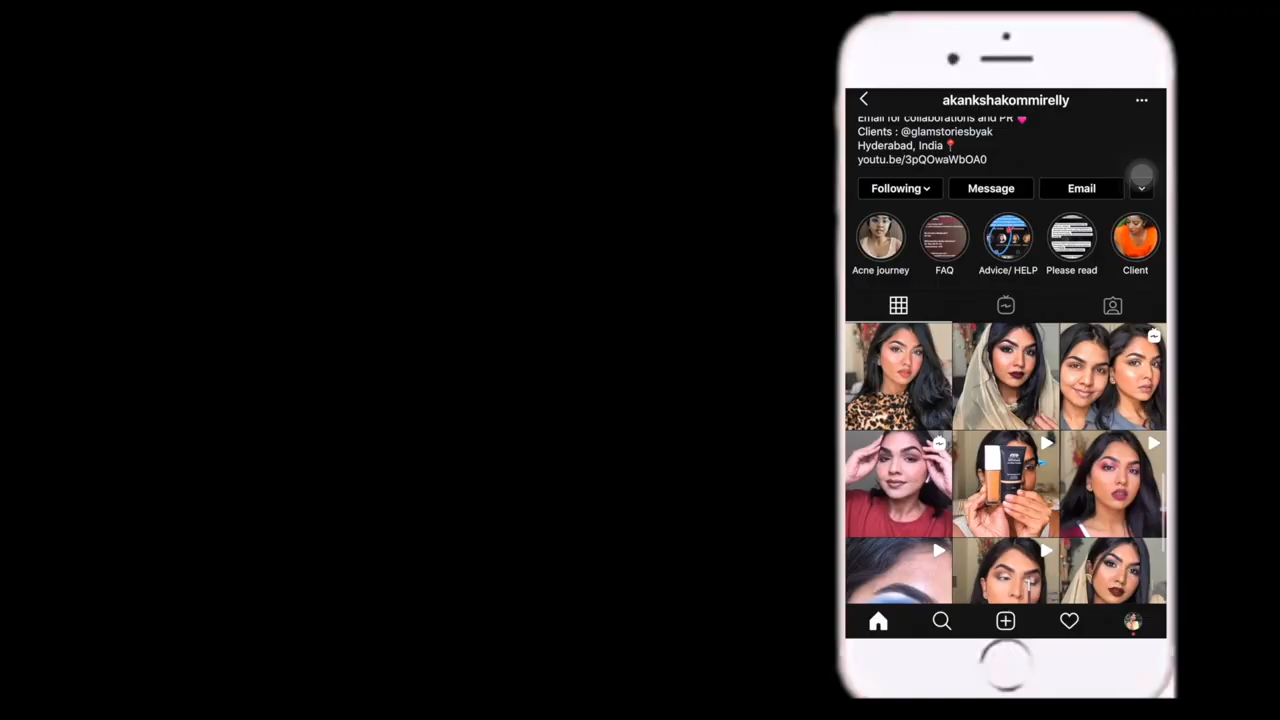 akankshakommirelly
Email for collaborations and PR
Clients : @glamstoriesbyak
Hyderabad, India
youtu.be/3pQOwaWbOA0
Following Message Email
Acne journey FAQ Advice/ HELP Please read Client